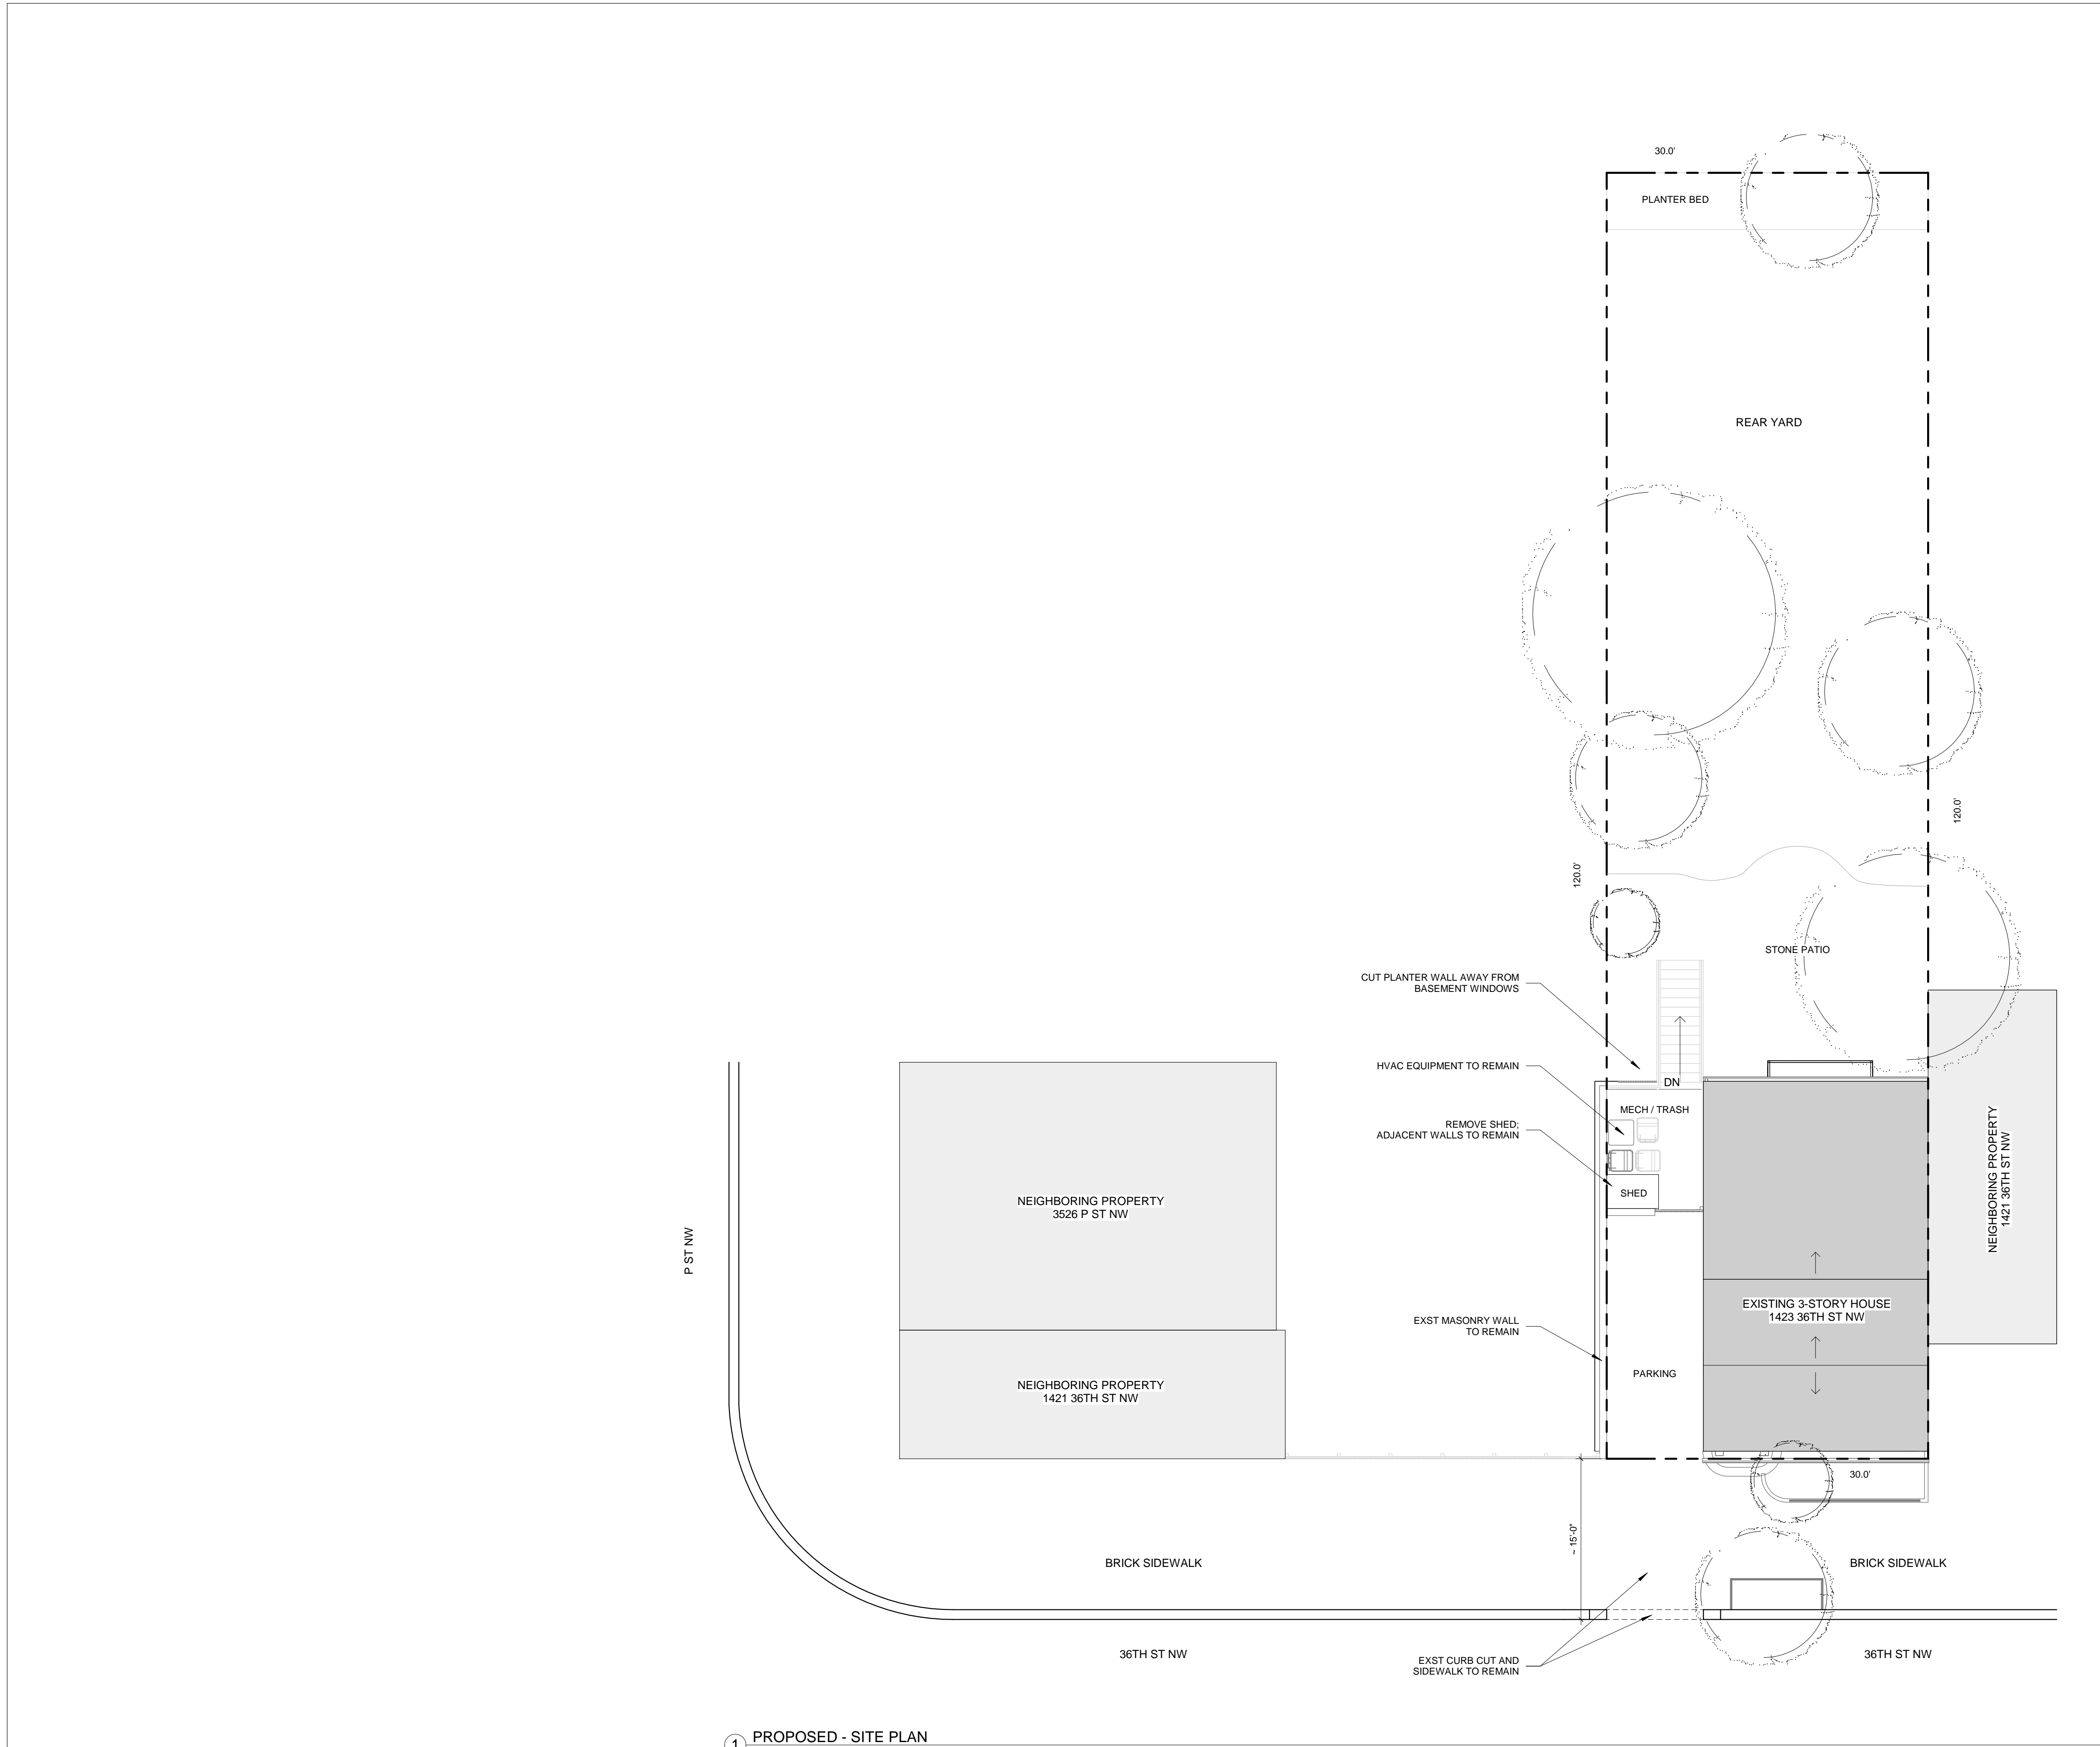 30.0'
PLANTER BED
REAR YARD
120.0'
120.0'
STONE PATIO
CUT PLANTER WALL AWAY FROM
BASEMENT WINDOWS
HVAC EQUIPMENT TO REMAIN
DN
MECH / TRASH
REMOVE SHED;
ADJACENT WALLS TO REMAIN
SHED
NEIGHBORING PROPERTY
1421 36TH ST NW
NEIGHBORING PROPERTY
3526 P ST NW
P ST NW
EXISTING 3-STORY HOUSE
1423 36TH ST NW
EXST MASONRY WALL
TO REMAIN
PARKING
NEIGHBORING PROPERTY
1421 36TH ST NW
30.0'
~ 15'-0"
BRICK SIDEWALK
BRICK SIDEWALK
36TH ST NW
EXST CURB CUT AND
SIDEWALK TO REMAIN
36TH ST NW
1
PROPOSED - SITE PLAN